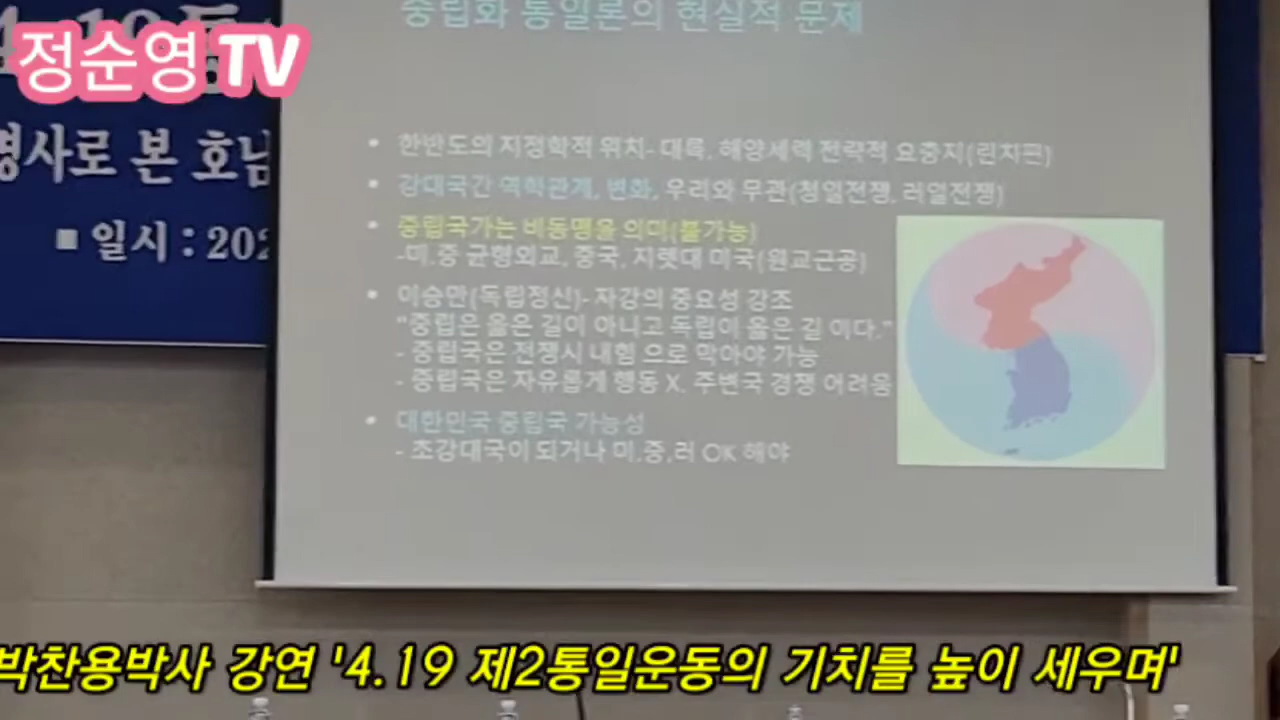 정순영 TV
명사로 본 호남
■ 일시 : 202
중립화 통일론의 현실적 문제
• 한반도의 지정학적 위치- 대륙, 해양세력 전략적 요충지(린치핀)
• 강대국간 역학관계, 변화, 우리와 무관(청일전쟁, 러일전쟁)
• 중립국가는 비동맹을 의미(불가능)
-미,중 균형외교, 중국, 지렛대 미국(원교근공)
• 이승만(독립정신)- 자강의 중요성 강조
"중립은 옳은 길이 아니고 독립이 옳은 길 이다."
- 중립국은 전쟁시 내힘 으로 막아야 가능
- 중립국은 자유롭게 행동 X, 주변국 경쟁 어려움
• 대한민국 중립국 가능성
- 초강대국이 되거나 미,중,러 OK 해야
박찬용박사 강연 '4.19 제2통일운동의 기치를 높이 세우며'